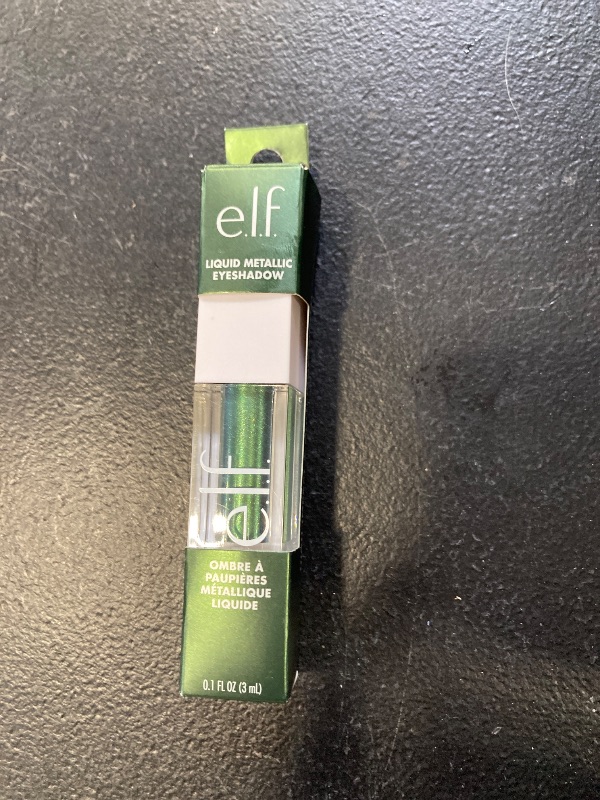 e.l.f.
LIQUID METALLIC
EYESHADOW
e.l.f.
OMBRE À
PAUPIÈRES
MÉTALLIQUE
LIQUIDE
0.1 FL OZ (3 mL)